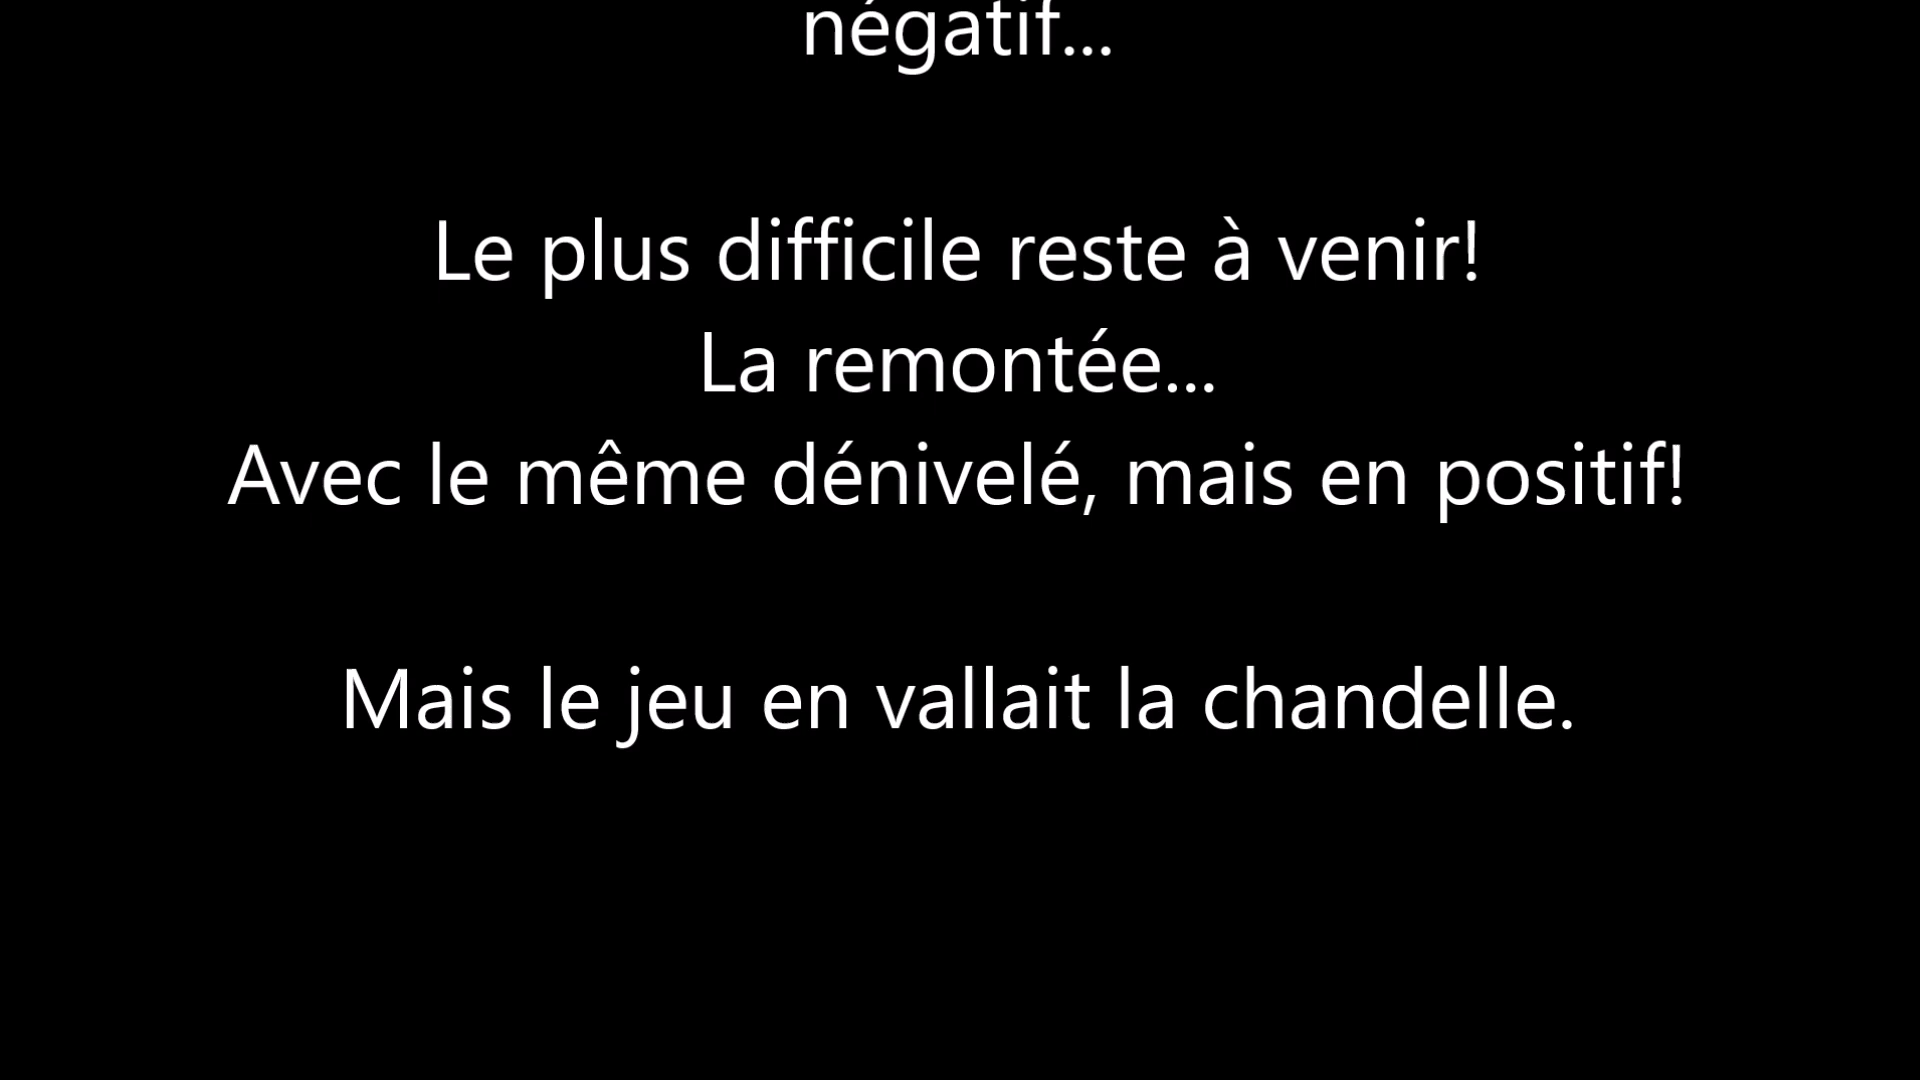 négatif...
Le plus difficile reste à venir!
La remontée...
Avec le même dénivelé, mais en positif!
Mais le jeu en vallait la chandelle.